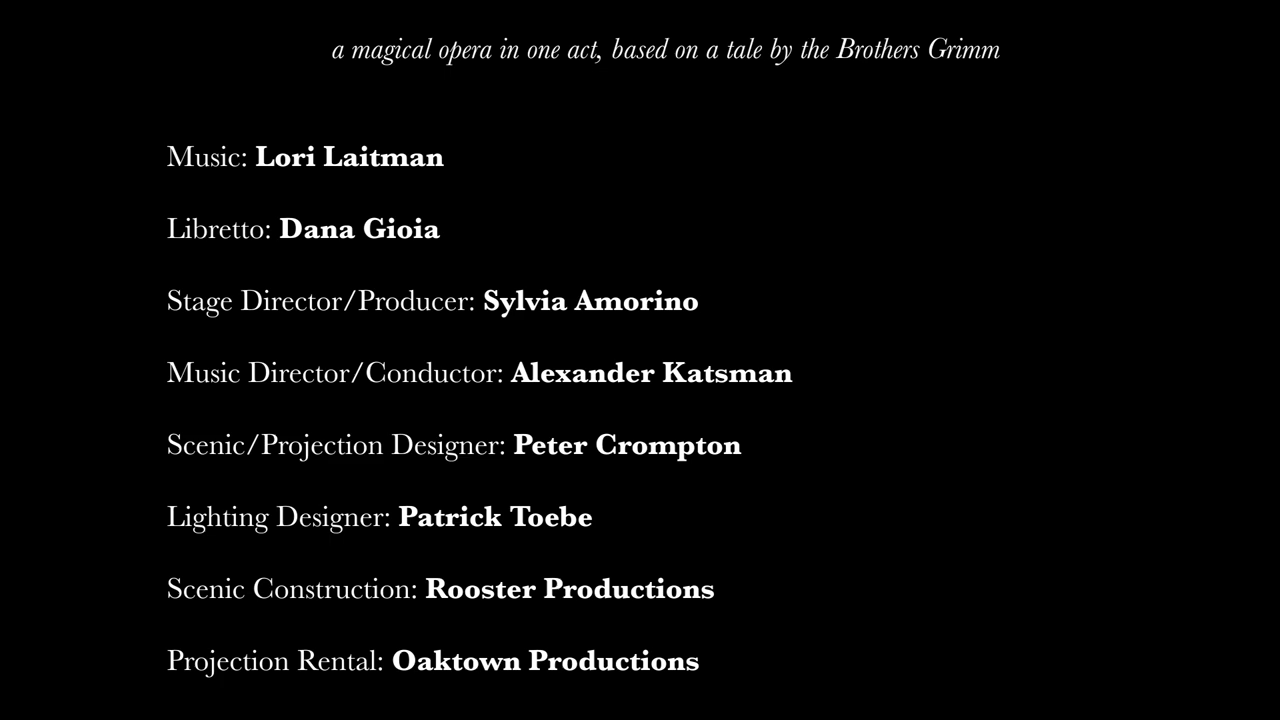 a magical opera in one act, based on a tale by the Brothers Grimm
Music: Lori Laitman
Libretto: Dana Gioia
Stage Director/Producer: Sylvia Amorino
Music Director/Conductor: Alexander Katsman
Scenic/Projection Designer: Peter Crompton
Lighting Designer: Patrick Toebe
Scenic Construction: Rooster Productions
Projection Rental: Oaktown Productions